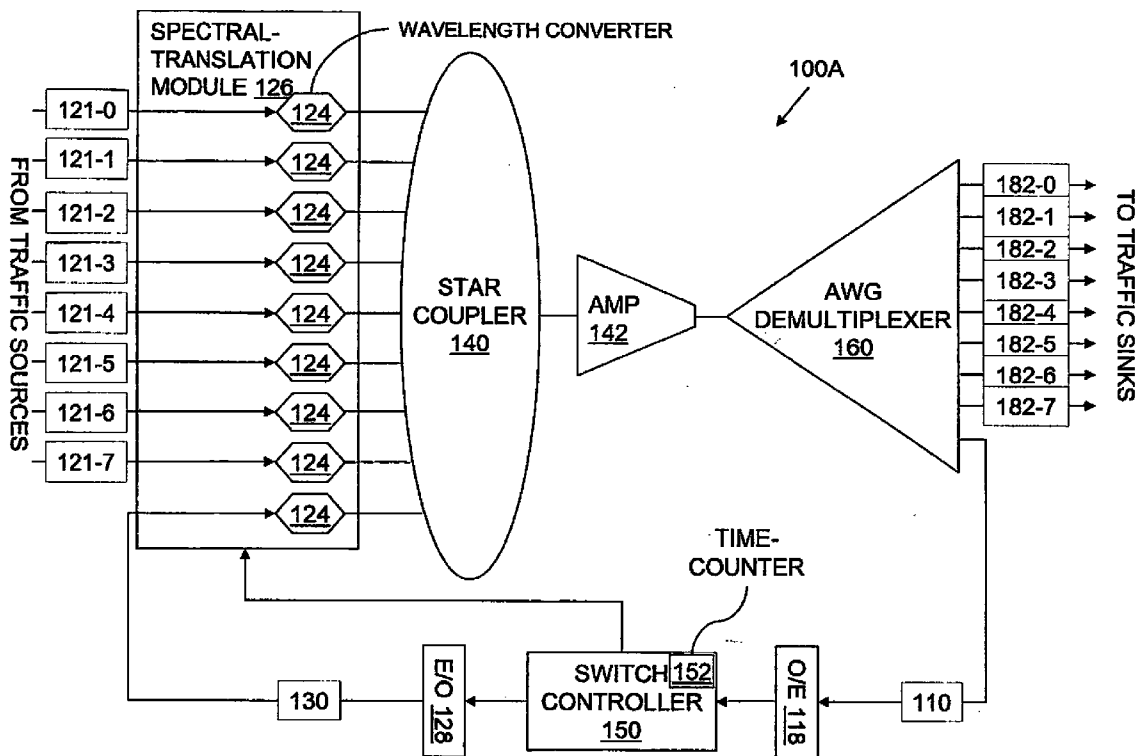 SPECTRAL-
TRANSLATION
MODULE 126
WAVELENGTH CONVERTER
100A
FROM TRAFFIC SOURCES
121-0
121-1
121-2
121-3
121-4
121-5
121-6
121-7
124
124
124
124
124
124
124
124
124
STAR
COUPLER
140
AMP
142
AWG
DEMULTIPLEXER
160
182-0
182-1
182-2
182-3
182-4
182-5
182-6
182-7
TO TRAFFIC SINKS
TIME-
COUNTER
130
E/O 128
SWITCH 152
CONTROLLER
150
O/E 118
110